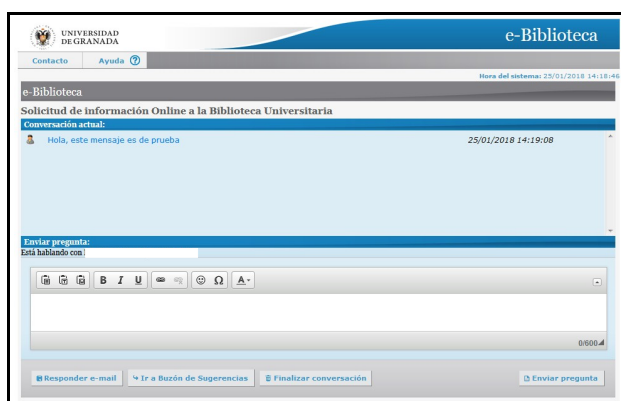 UNIVERSIDAD
DE GRANADA
e-Biblioteca
Contacto Ayuda ?
Hora del sistema: 25/01/2018 14:18:46
e-Biblioteca
Solicitud de información Online a la Biblioteca Universitaria
Conversación actual:
Hola, este mensaje es de prueba 25/01/2018 14:19:08
Enviar pregunta:
Está hablando con
B I U Ω A
0/600
Responder e-mail Ir a Buzón de Sugerencias Finalizar conversación Enviar pregunta